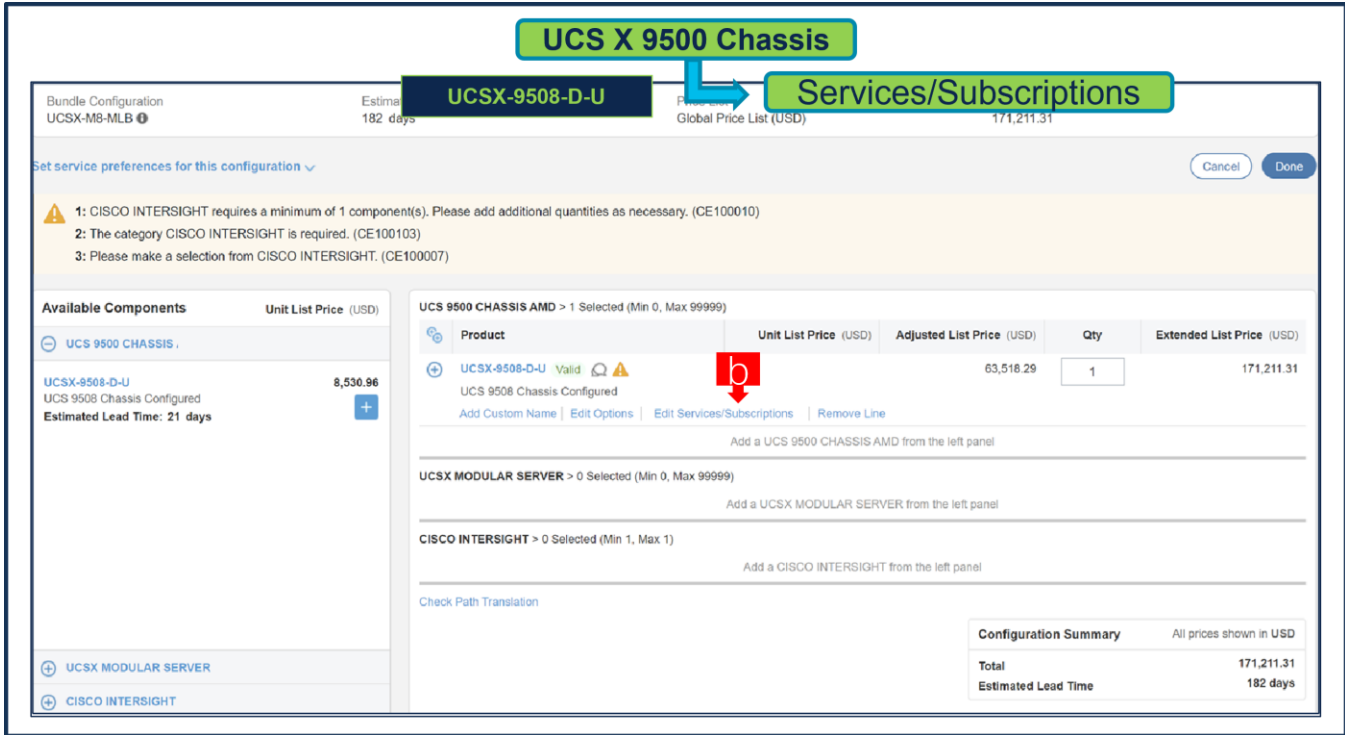 UCS X 9500 Chassis
UCSX-9508-D-U
Services/Subscriptions
Bundle Configuration
UCSX-M8-MLB
182 days
Global Price List (USD)
171,211.31
Set service preferences for this configuration
Cancel
Done
1: CISCO INTERSIGHT requires a minimum of 1 component(s). Please add additional quantities as necessary. (CE100010)
2: The category CISCO INTERSIGHT is required. (CE100103)
3: Please make a selection from CISCO INTERSIGHT. (CE100007)
Available Components Unit List Price (USD)
UCS 9500 CHASSIS
UCSX-9508-D-U 8,530.96
UCS 9508 Chassis Configured
Estimated Lead Time: 21 days
UCSX MODULAR SERVER
CISCO INTERSIGHT
UCS 9500 CHASSIS AMD > 1 Selected (Min 0, Max 99999)
Product Unit List Price (USD) Adjusted List Price (USD) Qty Extended List Price (USD)
UCSX-9508-D-U Valid 63,518.29 1 171,211.31
b
UCS 9508 Chassis Configured
Add Custom Name | Edit Options | Edit Services/Subscriptions | Remove Line
Add a UCS 9500 CHASSIS AMD from the left panel
UCSX MODULAR SERVER > 0 Selected (Min 0, Max 99999)
Add a UCSX MODULAR SERVER from the left panel
CISCO INTERSIGHT > 0 Selected (Min 1, Max 1)
Add a CISCO INTERSIGHT from the left panel
Check Path Translation
Configuration Summary All prices shown in USD
Total 171,211.31
Estimated Lead Time 182 days